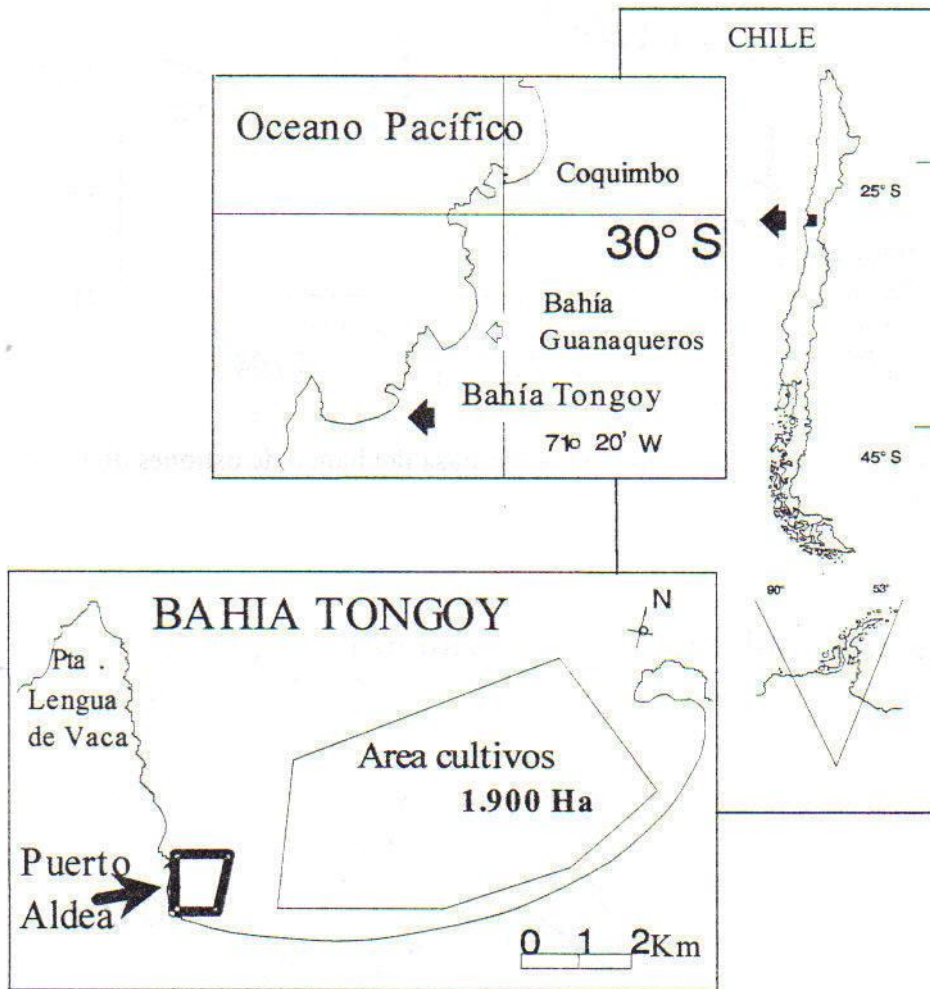 CHILE
Oceano Pacífico
Coquimbo
25° S
30° S
Bahía
Guanaqueros
Bahía Tongoy
71o 20' W
45° S
90°
53°
BAHIA TONGOY
N
Pta .
Lengua
de Vaca
Area cultivos
1.900 Ha
Puerto
Aldea
0 1 2Km